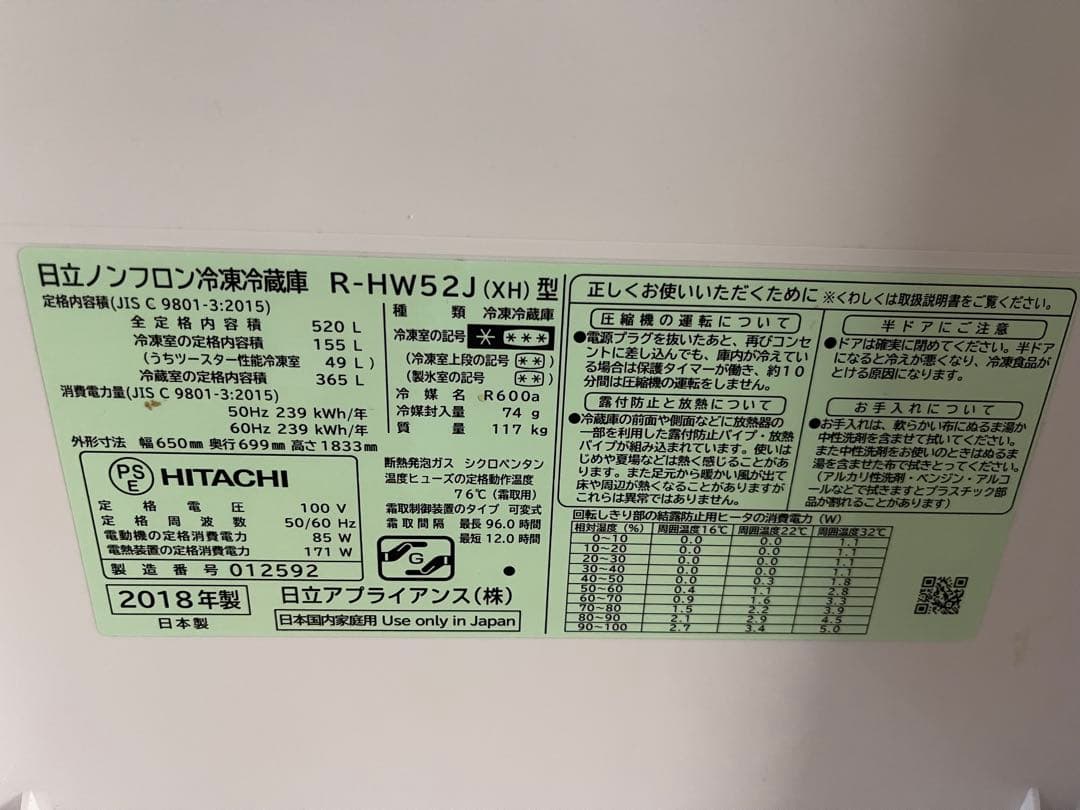 日立ノンフロン冷凍冷蔵庫 R-HW52J (XH) 型
定格内容積(JIS C 9801-3:2015)
全定格内容積 520 L
冷凍室の定格内容積 155 L
(うちツースター性能冷凍室 49 L)
冷蔵室の定格内容積 365 L
消費電力量(JIS C 9801-3:2015)
50Hz 239 kWh/年
60Hz 239 kWh/年
外形寸法 幅650mm 奥行699mm 高さ1833mm
種類 冷凍冷蔵庫
冷凍室の記号 * ***
(冷凍室上段の記号 **)
(製氷室の記号 **)
冷媒名 R600a
冷媒封入量 74 g
質量 117 kg
PS
E
HITACHI
定格電圧 100 V
定格周波数 50/60 Hz
電動機の定格消費電力 85 W
電熱装置の定格消費電力 171 W
製造番号 012592
2018年製
日本製
断熱発泡ガス シクロペンタン
温度ヒューズの定格動作温度
76℃ (霜取用)
霜取制御装置のタイプ 可変式
霜取間隔 最長 96.0 時間
最短 12.0 時間
G
日立アプライアンス(株)
日本国内家庭用 Use only in Japan
正しくお使いいただくために ※くわしくは取扱説明書をご覧ください。
圧縮機の運転について
●電源プラグを抜いたあと、再びコンセ
ントに差し込んでも、庫内が冷えてい
る場合は保護タイマーが働き、約10
分間は圧縮機の運転をしません。
露付防止と放熱について
●冷蔵庫の前面や側面などに放熱器の
一部を利用した露付防止パイプ・放熱
パイプが組み込まれています。使いは
じめや夏場などは熱く感じることがあ
ります。また足元から暖かい風が出て
床や周辺が熱くなることがありますが
これらは異常ではありません。
半ドアにご注意
●ドアは確実に閉めてください。半ドア
になると冷えが悪くなり、冷凍食品が
とける原因になります。
お手入れについて
●お手入れは、軟らかい布にぬるま湯か
中性洗剤を含ませて拭いてください。
また中性洗剤をお使いのときはぬるま
湯を含ませた布で拭きとってください。
(アルカリ性洗剤・ベンジン・アルコ
ールなどで拭きますとプラスチック部
品が割れることがあります)
回転しきり部の結露防止用ヒータの消費電力 (W)
相対湿度 (%) 周囲温度16℃ 周囲温度22℃ 周囲温度32℃
0~10 0.0 0.0 1.1
10~20 0.0 0.0 1.1
20~30 0.0 0.0 1.1
30~40 0.0 0.0 1.1
40~50 0.0 0.3 1.8
50~60 0.4 1.1 2.8
60~70 0.9 1.6 3.3
70~80 1.5 2.2 3.9
80~90 2.1 2.9 4.5
90~100 2.7 3.4 5.0